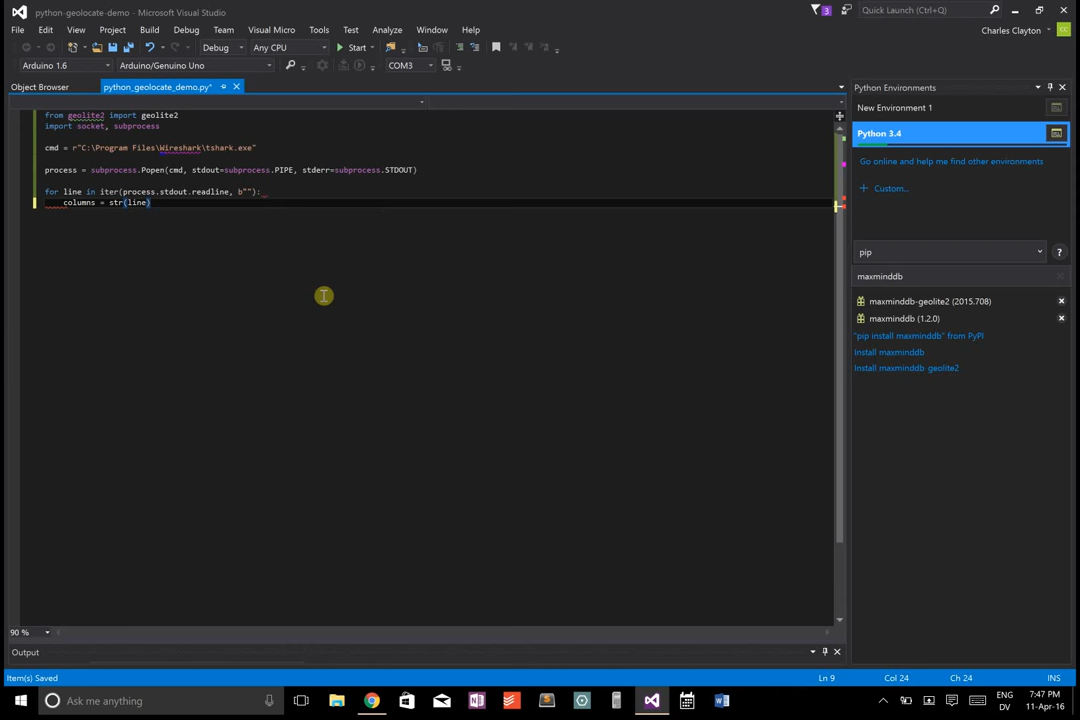 python-geolocate-demo - Microsoft Visual Studio
3
Quick Launch (Ctrl+Q)
File Edit View Project Build Debug Team Visual Micro Tools Test Analyze Window Help
Charles Clayton
CC
Debug
Any CPU
Start
Arduino 1.6
Arduino/Genuino Uno
COM3
Object Browser
python_geolocate_demo.py*
from geolite2 import geolite2
import socket, subprocess
cmd = r"C:\Program Files\Wireshark\tshark.exe"
process = subprocess.Popen(cmd, stdout=subprocess.PIPE, stderr=subprocess.STDOUT)
for line in iter(process.stdout.readline, b""):
columns = str(line)
90 %
Output
Python Environments
New Environment 1
Python 3.4
Go online and help me find other environments
+ Custom...
pip
?
maxminddb
maxminddb-geolite2 (2015.708)
maxminddb (1.2.0)
"pip install maxminddb" from PyPI
Install maxminddb
Install maxminddb-geolite2
Item(s) Saved
Ln 9
Col 24
Ch 24
INS
Ask me anything
ENG
DV
7:47 PM
11-Apr-16